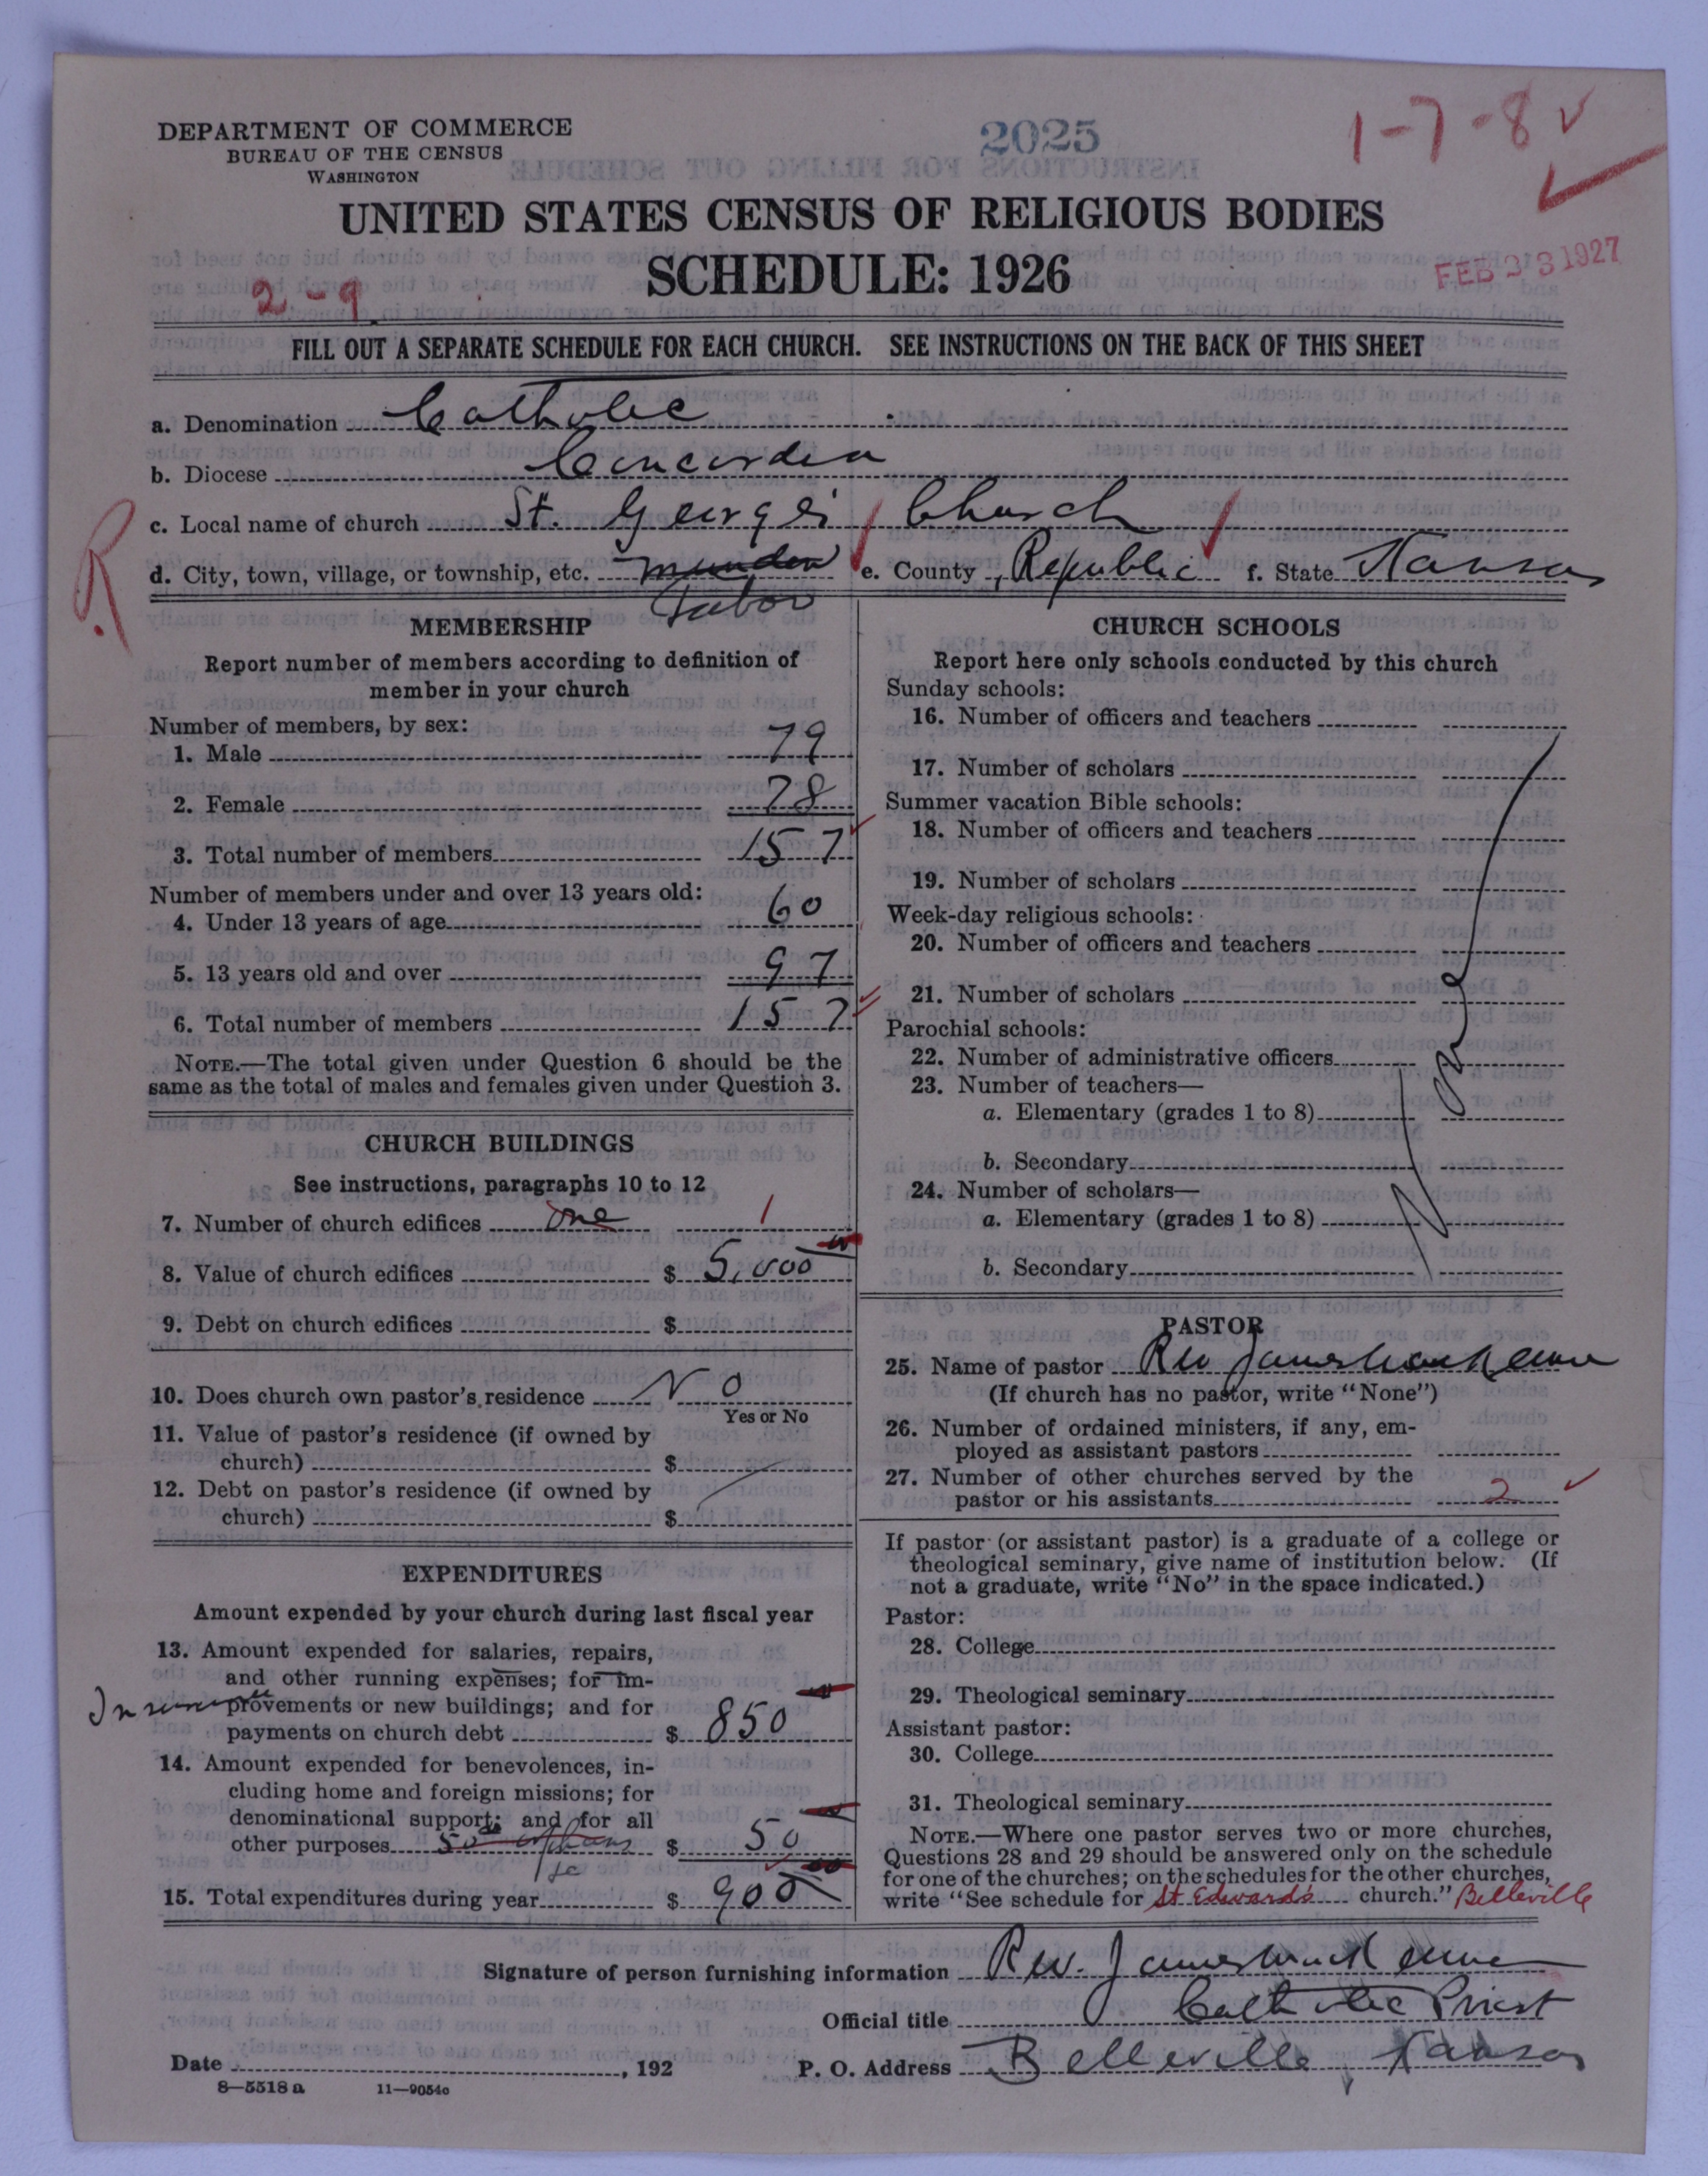 DEPARTMENT OF COMMERCE
BUREAU OF THE CENSUS
WASHINGTON
2025
1-7-8
UNITED STATES CENSUS OF RELIGIOUS BODIES
SCHEDULE: 1926
FEB 23 1927
2-9
FILL OUT A SEPARATE SCHEDULE FOR EACH CHURCH. SEE INSTRUCTIONS ON THE BACK OF THIS SHEET
a. Denomination Catholic
b. Diocese Concordia
c. Local name of church St. George's Church
R
d. City, town, village, or township, etc. Munden e. County Republic f. State Kansas
Tabor
MEMBERSHIP
Report number of members according to definition of
member in your church
Number of members, by sex:
1. Male 79
2. Female 78
3. Total number of members 157
Number of members under and over 13 years old:
4. Under 13 years of age 60
5. 13 years old and over 97
6. Total number of members 157
NOTE.—The total given under Question 6 should be the
same as the total of males and females given under Question 3.
CHURCH BUILDINGS
See instructions, paragraphs 10 to 12
7. Number of church edifices one 1
8. Value of church edifices $ 5,000
9. Debt on church edifices $
10. Does church own pastor's residence No
Yes or No
11. Value of pastor's residence (if owned by
church) $
12. Debt on pastor's residence (if owned by
church) $
EXPENDITURES
Amount expended by your church during last fiscal year
13. Amount expended for salaries, repairs,
and other running expenses; for im-
provements or new buildings; and for
payments on church debt $ 850
14. Amount expended for benevolences, in-
cluding home and foreign missions; for
denominational support; and for all
other purposes 50 orphans $ 50
15. Total expenditures during year $ 900
CHURCH SCHOOLS
Report here only schools conducted by this church
Sunday schools:
16. Number of officers and teachers
17. Number of scholars
Summer vacation Bible schools:
18. Number of officers and teachers
19. Number of scholars
Week-day religious schools:
20. Number of officers and teachers
21. Number of scholars
Parochial schools:
22. Number of administrative officers
23. Number of teachers—
a. Elementary (grades 1 to 8)
b. Secondary
24. Number of scholars—
a. Elementary (grades 1 to 8)
b. Secondary
None
PASTOR
25. Name of pastor Rev James
(If church has no pastor, write "None")
26. Number of ordained ministers, if any, em-
ployed as assistant pastors
27. Number of other churches served by the
pastor or his assistants 2
If pastor (or assistant pastor) is a graduate of a college or
theological seminary, give name of institution below. (If
not a graduate, write "No" in the space indicated.)
Pastor:
28. College
29. Theological seminary
Assistant pastor:
30. College
31. Theological seminary
NOTE.—Where one pastor serves two or more churches,
Questions 28 and 29 should be answered only on the schedule
for one of the churches; on the schedules for the other churches,
write "See schedule for St Edward's church." Belleville
Signature of person furnishing information Rev. James
Official title Catholic Priest
Date , 192
P. O. Address Belleville Kansas
8—5518 a 11—9054c